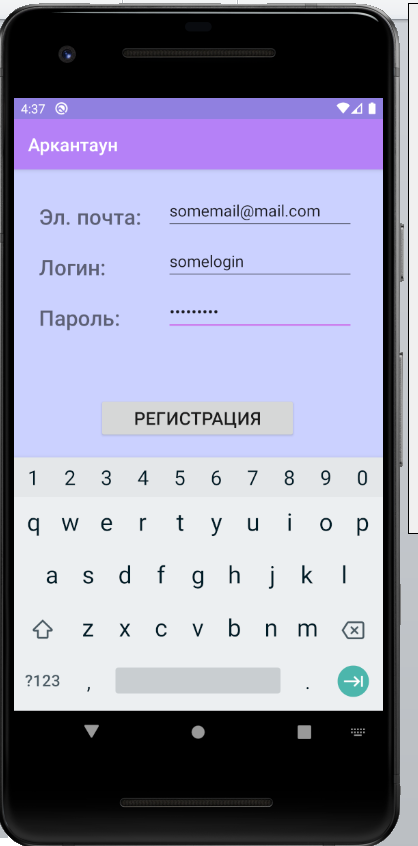 4:37
Аркантаун
Эл. почта: somemail@mail.com
Логин: somelogin
Пароль: •••••••••
РЕГИСТРАЦИЯ
1 2 3 4 5 6 7 8 9 0
q w e r t y u i o p
a s d f g h j k l
z x c v b n m
?123 , .